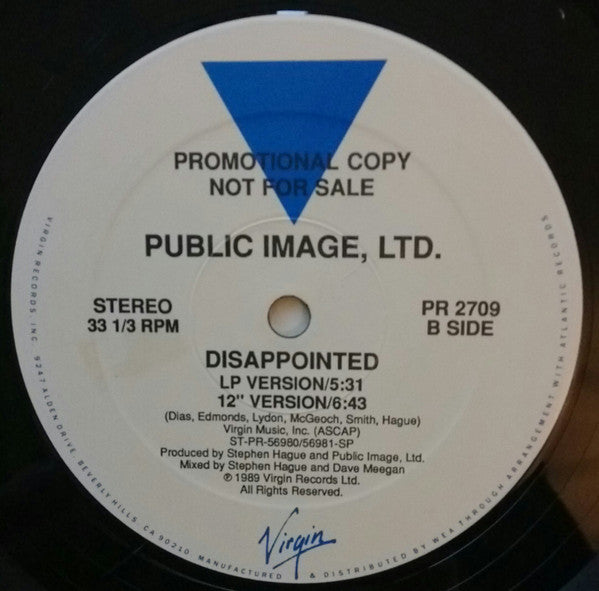 PROMOTIONAL COPY
NOT FOR SALE
PUBLIC IMAGE, LTD.
STEREO
33 1/3 RPM
PR 2709
B SIDE
DISAPPOINTED
LP VERSION/5:31
12" VERSION/6:43
(Dias, Edmonds, Lydon, McGeoch, Smith, Hague)
Virgin Music, Inc. (ASCAP)
ST-PR-56980/56981-SP
Produced by Stephen Hague and Public Image, Ltd.
Mixed by Stephen Hague and Dave Meegan
℗ 1989 Virgin Records Ltd.
All Rights Reserved.
Virgin
VIRGIN RECORDS, INC. 9247 ALDEN DRIVE, BEVERLY HILLS, CA 90210 MANUFACTURED & DISTRIBUTED BY WEA THROUGH ARRANGEMENT WITH ATLANTIC RECORDS